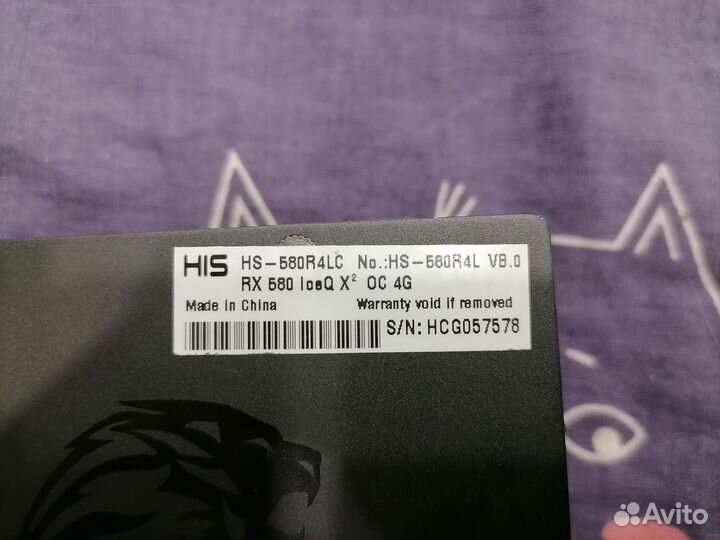 HIS HS-580R4LC No.:HS-580R4L VB.0
RX 580 IceQ X² OC 4G
Made in China Warranty void if removed
S/N: HCG057578
Avito